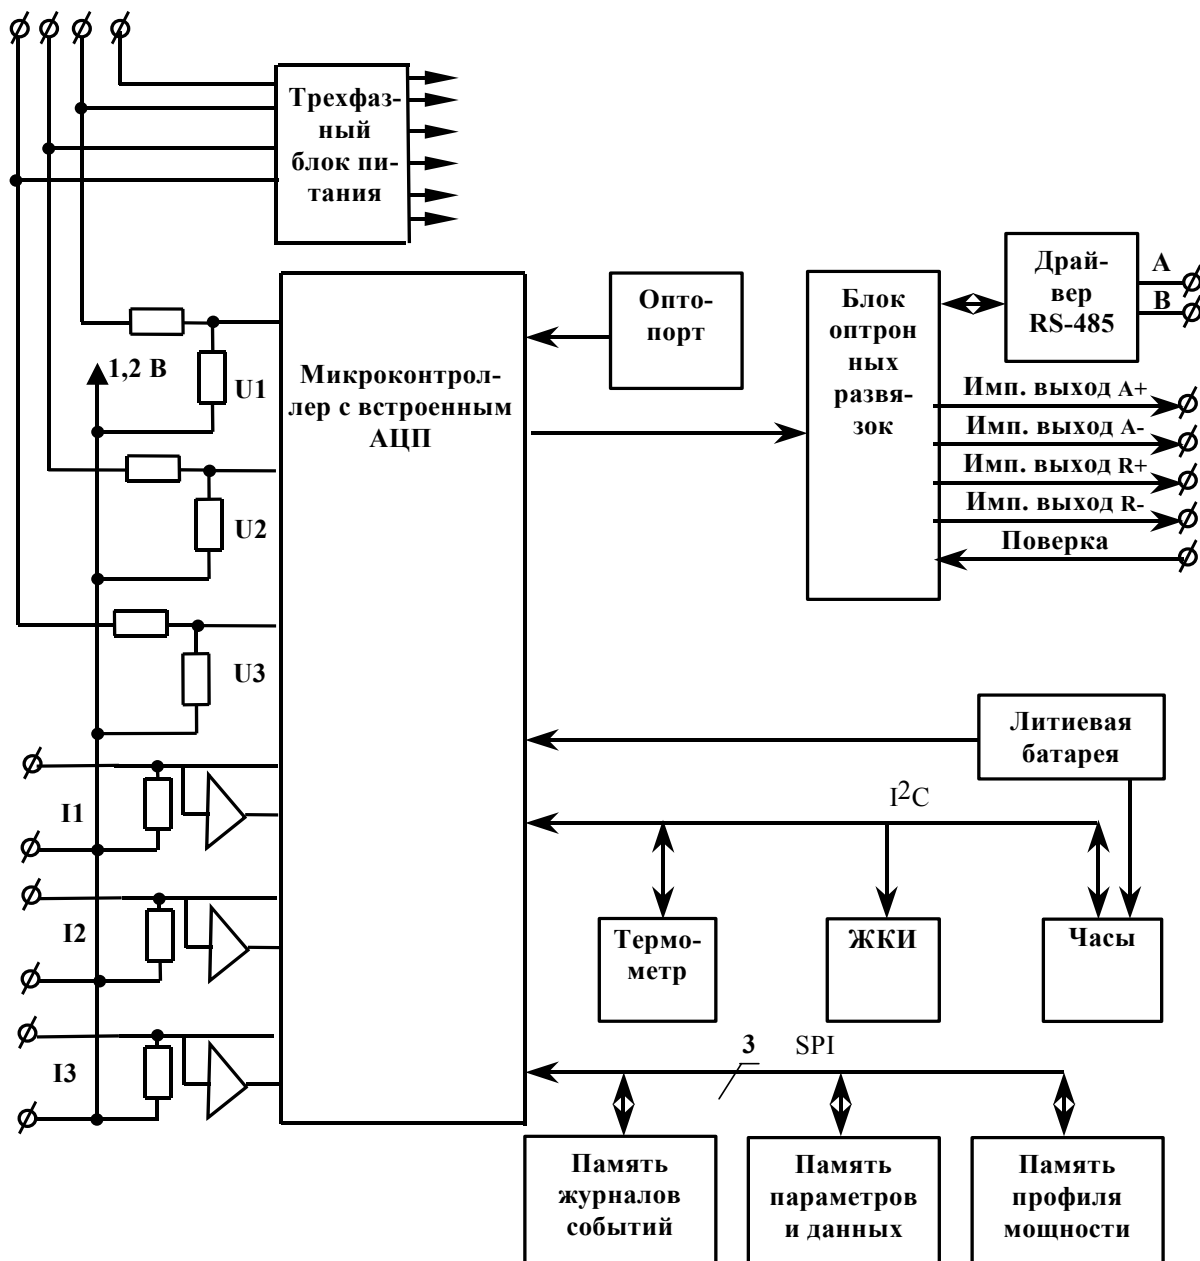 Трехфаз-
ный
блок пи-
тания
Драй-
вер
RS-485
A
B
Опто-
порт
Блок
оптрон
ных
развя-
зок
1,2 В
U1
Микроконтрол-
лер с встроенным
АЦП
Имп. выход А+
Имп. выход А-
Имп. выход R+
Имп. выход R-
Поверка
U2
U3
Литиевая
батарея
I1
I2C
I2
Термо-
метр
ЖКИ
Часы
I3
3
SPI
Память
журналов
событий
Память
параметров
и данных
Память
профиля
мощности